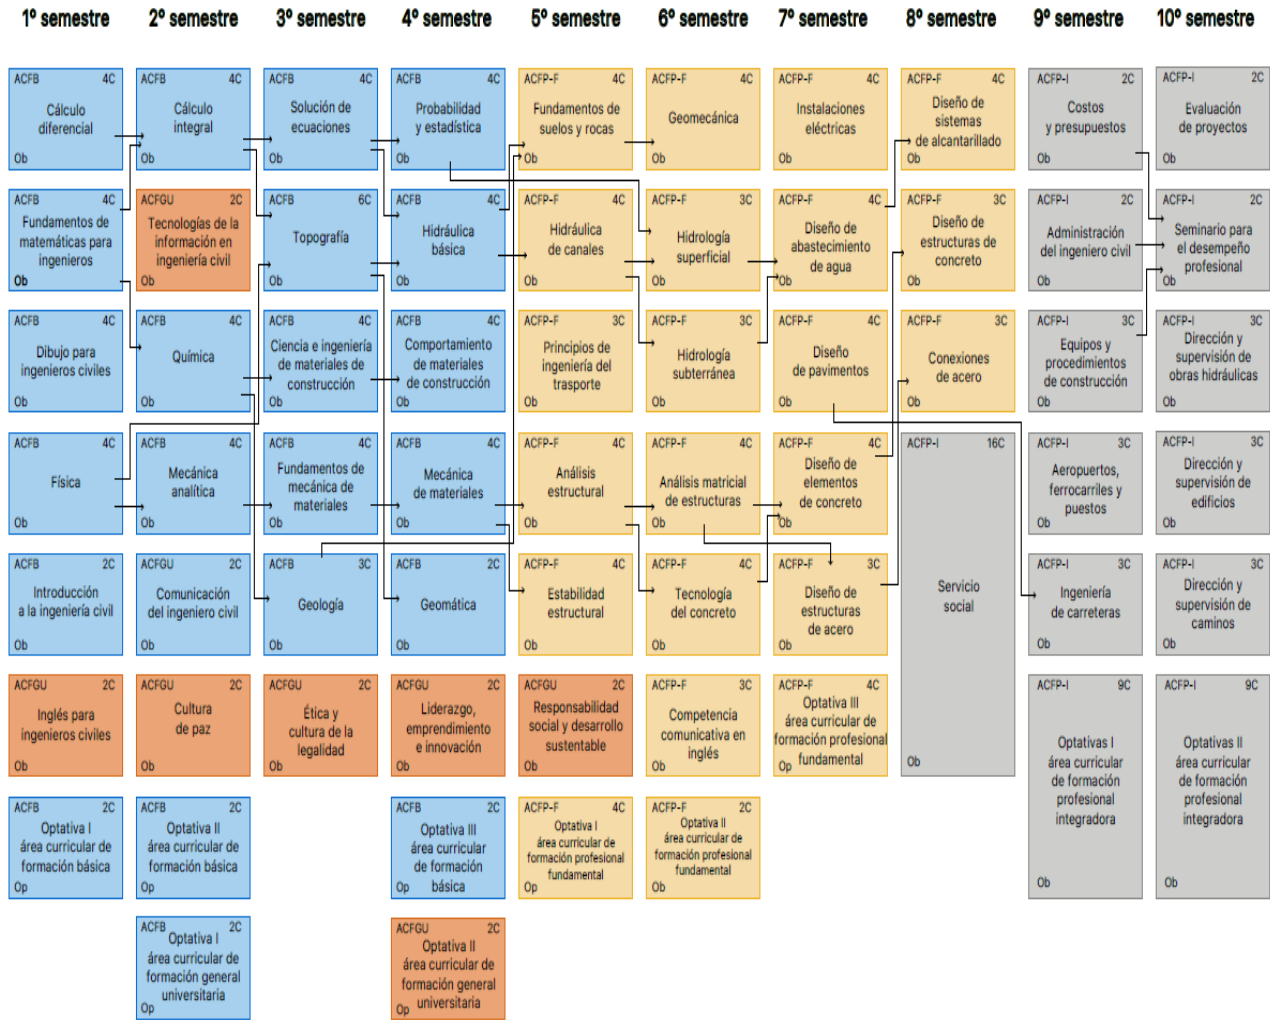 1º semestre
2º semestre
3º semestre
4º semestre
5º semestre
6º semestre
7º semestre
8º semestre
9º semestre
10º semestre
ACFB 4C
Cálculo
diferencial
Ob
ACFB 4C
Cálculo
integral
Ob
ACFB 4C
Solución de
ecuaciones
Ob
ACFB 4C
Probabilidad
y estadística
Ob
ACFP-F 4C
Fundamentos de
suelos y rocas
Ob
ACFP-F 4C
Geomecánica
Ob
ACFP-F 4C
Instalaciones
eléctricas
Ob
ACFP-F 4C
Diseño de
sistemas
de alcantarillado
Ob
ACFP-I 2C
Costos
y presupuestos
Ob
ACFP-I 2C
Evaluación
de proyectos
Ob
ACFB 4C
Fundamentos de
matemáticas para
ingenieros
Ob
ACFGU 2C
Tecnologías de la
información en
ingeniería civil
Ob
ACFB 6C
Topografía
Ob
ACFB 4C
Hidráulica
básica
Ob
ACFP-F 4C
Hidráulica
de canales
Ob
ACFP-F 3C
Hidrología
superficial
Ob
ACFP-F 4C
Diseño de
abastecimiento
de agua
Ob
ACFP-F 3C
Diseño de
estructuras de
concreto
Ob
ACFP-I 2C
Administración
del ingeniero civil
Ob
ACFP-I 2C
Seminario para
el desempeño
profesional
Ob
ACFB 4C
Dibujo para
ingenieros civiles
Ob
ACFB 4C
Química
Ob
ACFB 4C
Ciencia e ingeniería
de materiales de
construcción
Ob
ACFB 4C
Comportamiento
de materiales
de construcción
Ob
ACFP-F 3C
Principios de
ingeniería del
trasporte
Ob
ACFP-F 3C
Hidrología
subterránea
Ob
ACFP-F 4C
Diseño
de pavimentos
Ob
ACFP-F 3C
Conexiones
de acero
Ob
ACFP-I 3C
Equipos y
procedimientos
de construcción
Ob
ACFP-I 3C
Dirección y
supervisión de
obras hidráulicas
Ob
ACFB 4C
Física
Ob
ACFB 4C
Mecánica
analítica
Ob
ACFB 4C
Fundamentos de
mecánica de
materiales
Ob
ACFB 4C
Mecánica
de materiales
Ob
ACFP-F 4C
Análisis
estructural
Ob
ACFP-F 4C
Análisis matricial
de estructuras
Ob
ACFP-F 4C
Diseño de
elementos
de concreto
Ob
ACFP-I 16C
Servicio
social
Ob
ACFP-I 3C
Aeropuertos,
ferrocarriles y
puestos
Ob
ACFP-I 3C
Dirección y
supervisión de
edificios
Ob
ACFB 2C
Introducción
a la ingeniería civil
Ob
ACFGU 2C
Comunicación
del ingeniero civil
Ob
ACFB 3C
Geología
Ob
ACFB 2C
Geomática
Ob
ACFP-F 4C
Estabilidad
estructural
Ob
ACFP-F 4C
Tecnología
del concreto
Ob
ACFP-F 3C
Diseño de
estructuras
de acero
Ob
ACFP-I 3C
Ingeniería
de carreteras
Ob
ACFP-I 3C
Dirección y
supervisión de
caminos
Ob
ACFGU 2C
Inglés para
ingenieros civiles
Ob
ACFGU 2C
Cultura
de paz
Ob
ACFGU 2C
Ética y
cultura de la
legalidad
Ob
ACFGU 2C
Liderazgo,
emprendimiento
e innovación
Ob
ACFGU 2C
Responsabilidad
social y desarrollo
sustentable
Ob
ACFP-F 3C
Competencia
comunicativa en
inglés
Ob
ACFP-F 4C
Optativa III
área curricular de
formación profesional
fundamental
Op
ACFP-I 9C
Optativas I
área curricular
de formación
profesional
integradora
Ob
ACFP-I 9C
Optativas II
área curricular
de formación
profesional
integradora
Ob
ACFB 2C
Optativa I
área curricular de
formación básica
Op
ACFB 2C
Optativa II
área curricular de
formación básica
Op
ACFB 2C
Optativa III
área curricular
de formación
básica
Op
ACFP-F 4C
Optativa I
área curricular de
formación profesional
fundamental
Op
ACFP-F 2C
Optativa II
área curricular de
formación profesional
fundamental
Ob
ACFB 2C
Optativa I
área curricular de
formación general
universitaria
Op
ACFGU 2C
Optativa II
área curricular de
formación general
universitaria
Op